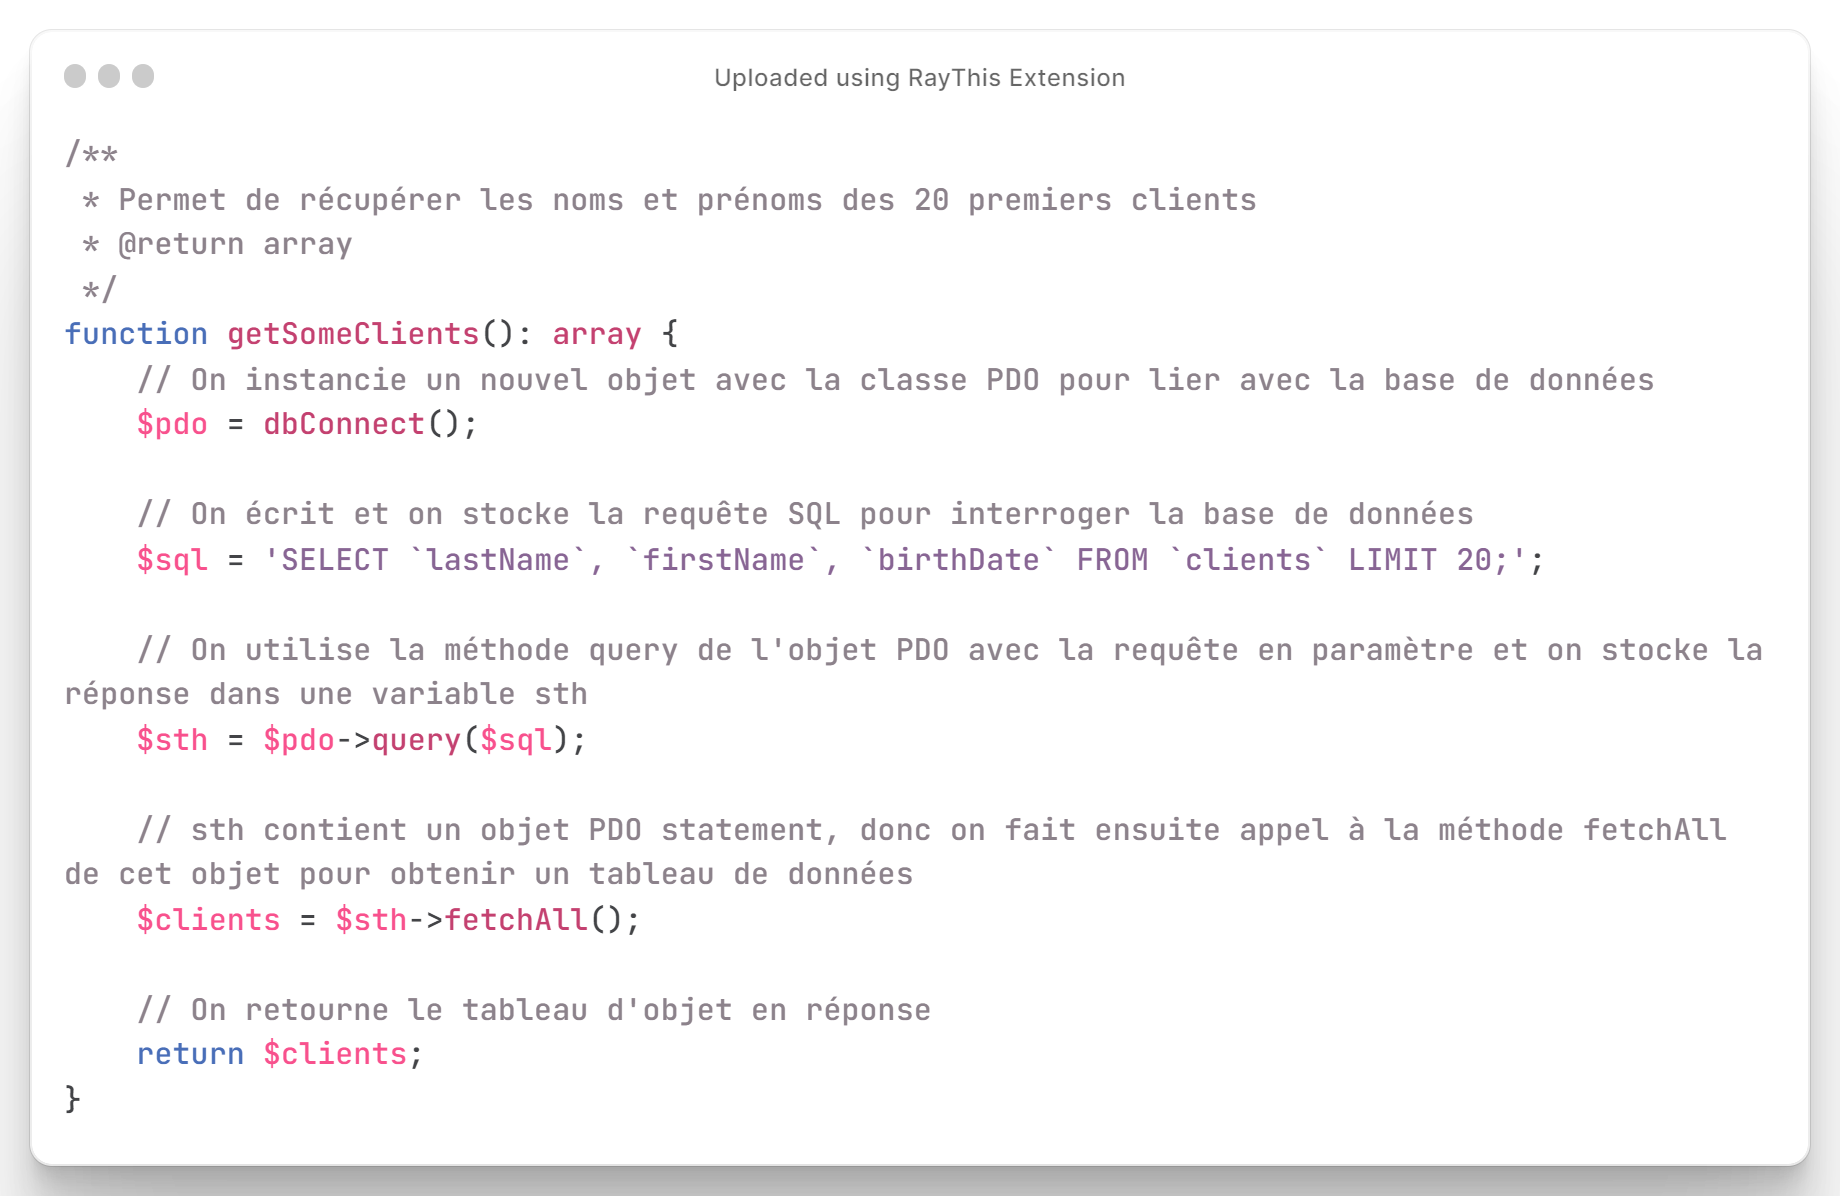 Uploaded using RayThis Extension
/**
 * Permet de récupérer les noms et prénoms des 20 premiers clients
 * @return array
 */
function getSomeClients(): array {
    // On instancie un nouvel objet avec la classe PDO pour lier avec la base de données
    $pdo = dbConnect();

    // On écrit et on stocke la requête SQL pour interroger la base de données
    $sql = 'SELECT `lastName`, `firstName`, `birthDate` FROM `clients` LIMIT 20;';

    // On utilise la méthode query de l'objet PDO avec la requête en paramètre et on stocke la
réponse dans une variable sth
    $sth = $pdo->query($sql);

    // sth contient un objet PDO statement, donc on fait ensuite appel à la méthode fetchAll
de cet objet pour obtenir un tableau de données
    $clients = $sth->fetchAll();

    // On retourne le tableau d'objet en réponse
    return $clients;
}